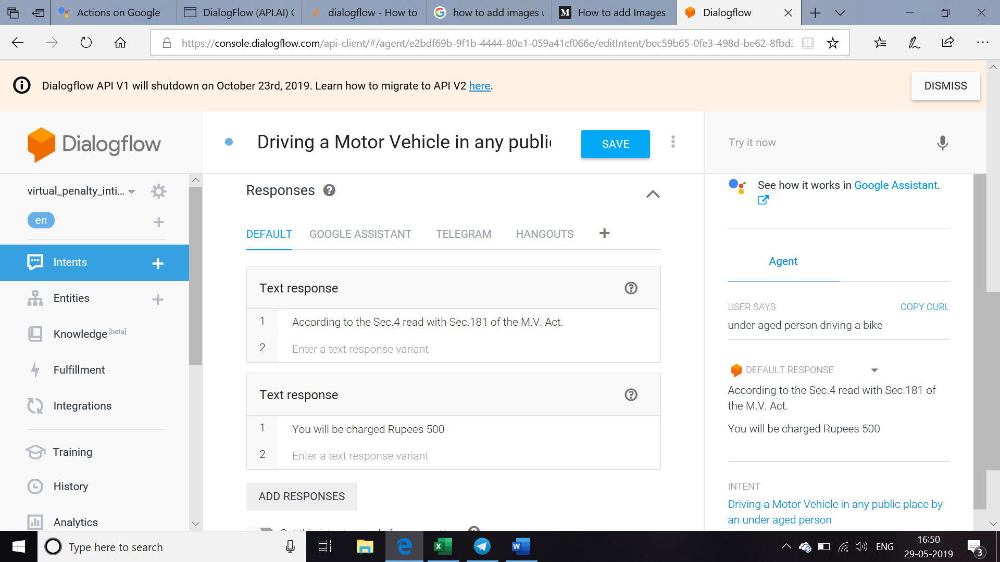 Actions on Google
DialogFlow (API.AI)
dialogflow - How to
how to add images
How to add Images
Dialogflow
https://console.dialogflow.com/api-client/#/agent/e2bdf69b-9f1b-4444-80e1-059a41cf066e/editIntent/bec59b65-0fe3-498d-be62-8fbd3
Dialogflow API V1 will shutdown on October 23rd, 2019. Learn how to migrate to API V2 here.
DISMISS
Dialogflow
Driving a Motor Vehicle in any public
SAVE
Try it now
virtual_penalty_inti...
en
Intents
Entities
Knowledge [beta]
Fulfillment
Integrations
Training
History
Analytics
Responses
DEFAULT GOOGLE ASSISTANT TELEGRAM HANGOUTS
Text response
1 According to the Sec.4 read with Sec.181 of the M.V. Act.
2 Enter a text response variant
Text response
1 You will be charged Rupees 500
2 Enter a text response variant
ADD RESPONSES
See how it works in Google Assistant.
Agent
USER SAYS COPY CURL
under aged person driving a bike
DEFAULT RESPONSE
According to the Sec.4 read with Sec.181 of
the M.V. Act.
You will be charged Rupees 500
INTENT
Driving a Motor Vehicle in any public place by
an under aged person
Type here to search
ENG
16:50
29-05-2019
3